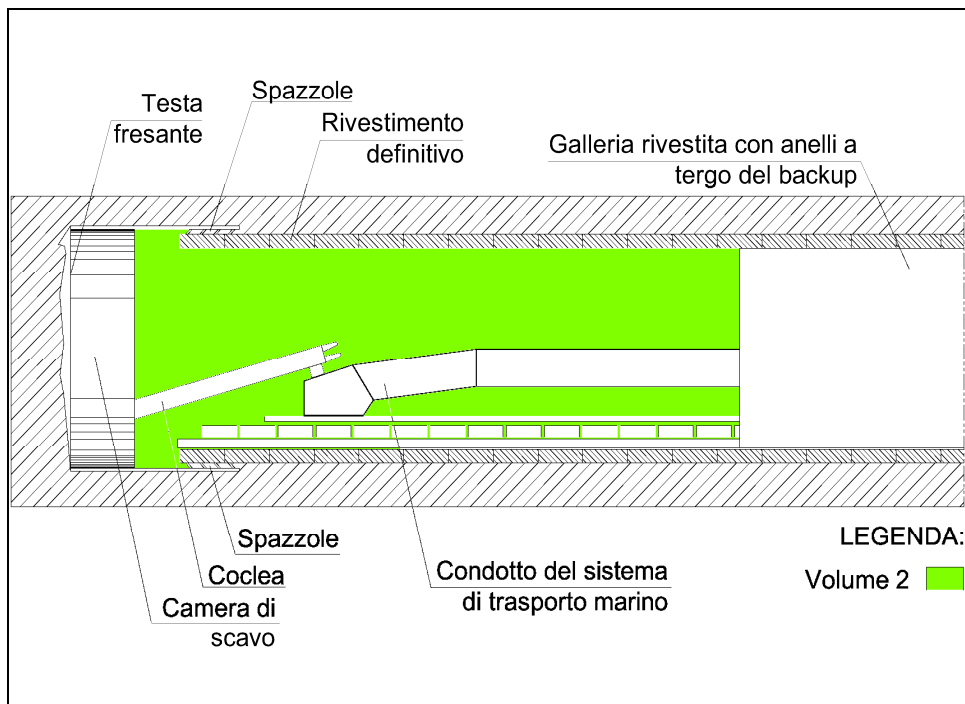 Testa
fresante
Spazzole
Rivestimento
definitivo
Galleria rivestita con anelli a
tergo del backup
Spazzole
Coclea
Camera di
scavo
Condotto del sistema
di trasporto marino
LEGENDA:
Volume 2